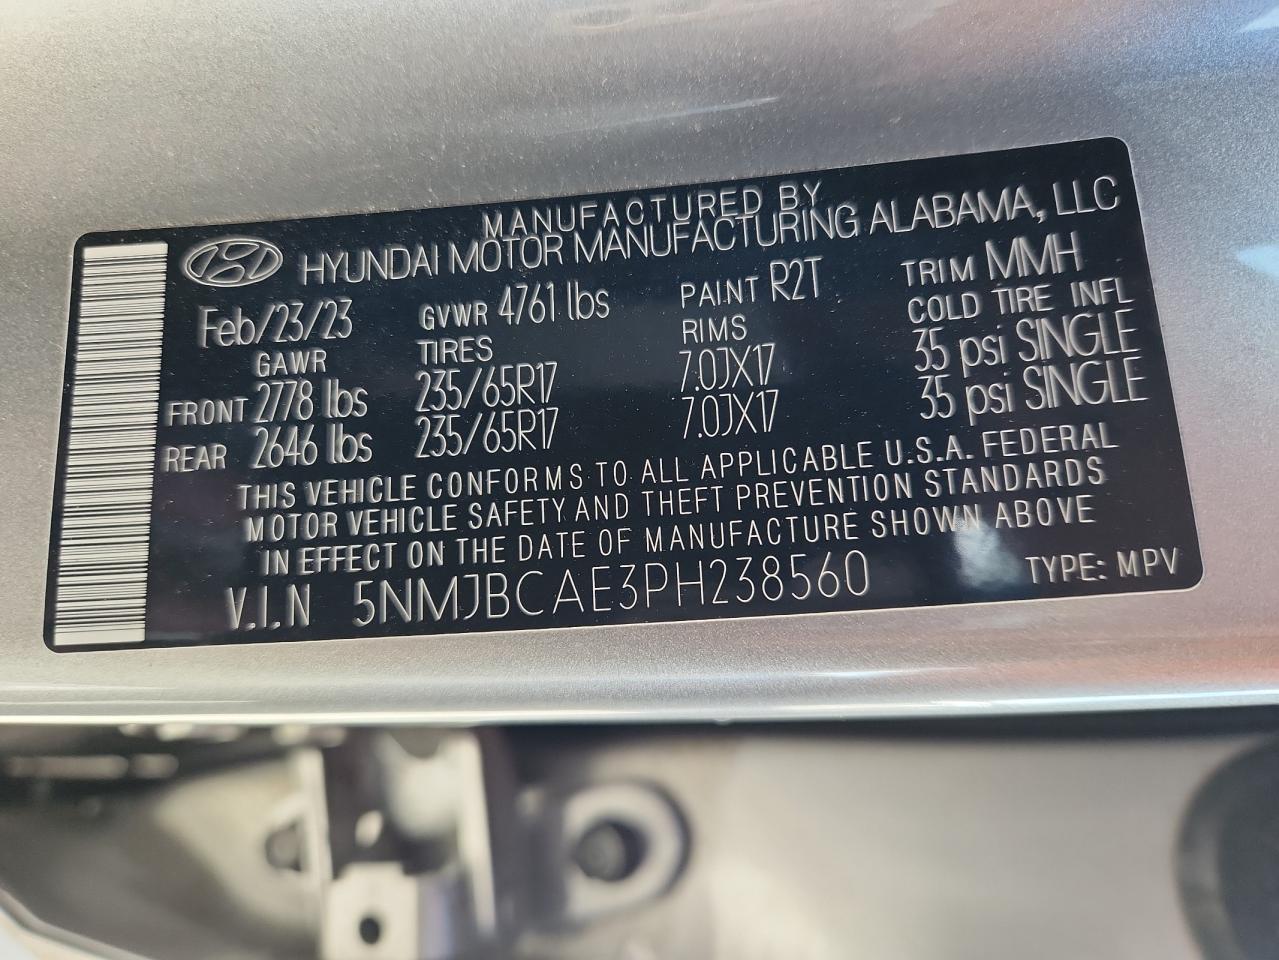 MANUFACTURED BY
HYUNDAI MOTOR MANUFACTURING ALABAMA, LLC
Feb/23/23 GVWR 4761 lbs PAINT R2T TRIM MMH
GAWR TIRES RIMS COLD TIRE INFL
FRONT 2778 lbs 235/65R17 7.0JX17 35 psi SINGLE
REAR 2646 lbs 235/65R17 7.0JX17 35 psi SINGLE
THIS VEHICLE CONFORMS TO ALL APPLICABLE U.S.A. FEDERAL
MOTOR VEHICLE SAFETY AND THEFT PREVENTION STANDARDS
IN EFFECT ON THE DATE OF MANUFACTURE SHOWN ABOVE
V.I.N 5NMJBCAE3PH238560 TYPE: MPV